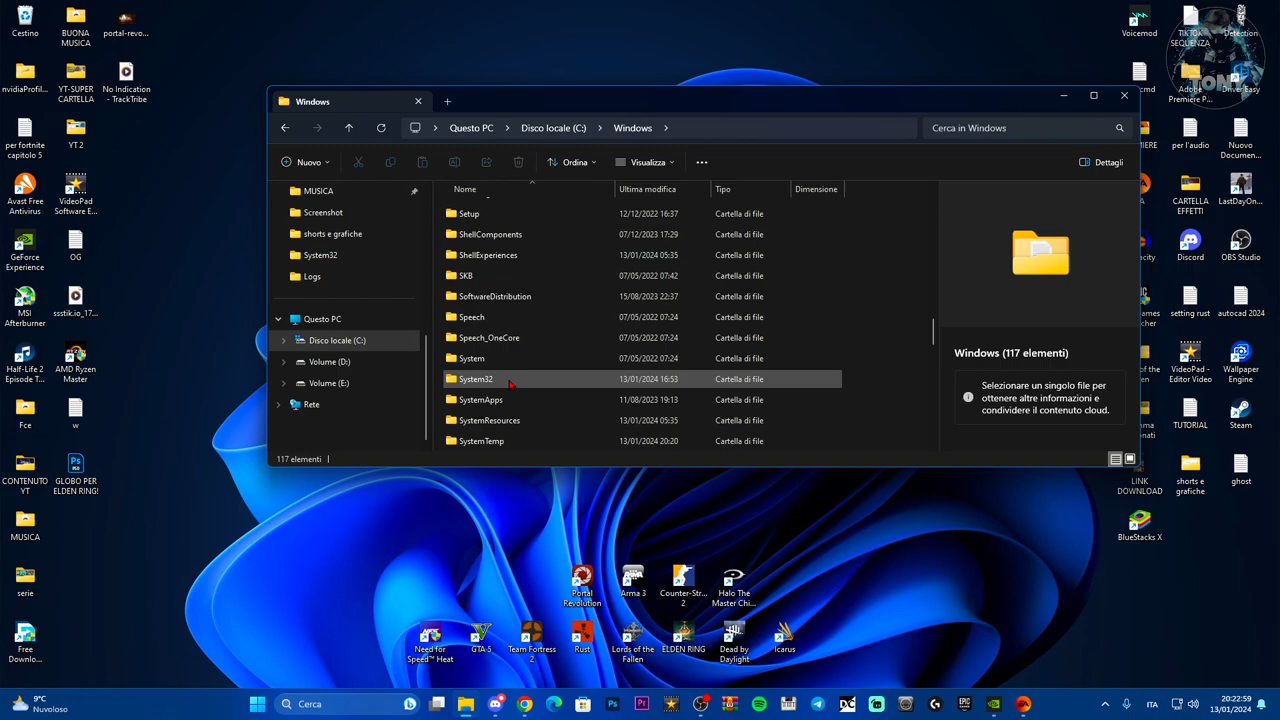 Cestino
BUONA
MUSICA
portal-revo...
nvidiaProfil...
YT-SUPER
CARTELLA
No Indication
- TrackTribe
per fortnite
capitolo 5
YT 2
Avast Free
Antivirus
VideoPad
Software E...
GeForce
Experience
OG
MSI
Afterburner
ssstik.io_17...
Half-Life 2
Episode T...
AMD Ryzen
Master
Fce
w
CONTENUTO
YT
GLOBO PER
ELDEN RING!
MUSICA
serie
Free
Downlo...
Windows
Questo PC
Disco locale (C:)
Windows
Cerca in Windows
Nuovo
Ordina
Visualizza
Dettagli
MUSICA
Screenshot
shorts e grafiche
System32
Logs
Questo PC
Disco locale (C:)
Volume (D:)
Volume (E:)
Rete
Nome Ultima modifica Tipo Dimensione
Setup 12/12/2022 16:37 Cartella di file
ShellComponents 07/12/2023 17:29 Cartella di file
ShellExperiences 13/01/2024 05:35 Cartella di file
SKB 07/05/2022 07:42 Cartella di file
SoftwareDistribution 15/08/2023 22:37 Cartella di file
Speech 07/05/2022 07:24 Cartella di file
Speech_OneCore 07/05/2022 07:24 Cartella di file
System 07/05/2022 07:24 Cartella di file
System32 13/01/2024 16:53 Cartella di file
SystemApps 11/08/2023 19:13 Cartella di file
SystemResources 13/01/2024 05:35 Cartella di file
SystemTemp 13/01/2024 20:20 Cartella di file
117 elementi
Windows (117 elementi)
Selezionare un singolo file per
ottenere altre informazioni e
condividere il contenuto cloud.
Voicemod
TIKTOK
SEQUENZA
Detection
TONY
cmd
Adobe
Premiere P...
Driver Easy
per l'audio
Nuovo
Documen...
CARTELLA
EFFETTI
LastDayOn...
Discord
OBS Studio
setting rust
autocad 2024
VideoPad -
Editor Video
Wallpaper
Engine
TUTORIAL
Steam
LINK
DOWNLOAD
shorts e
grafiche
ghost
BlueStacks X
Portal
Revolution
Arma 3
Counter-Str...
2
Halo The
Master Chi...
Need for
Speed™ Heat
GTA 5
Team Fortress
2
Rust
Lords of the
Fallen
ELDEN RING
Dead by
Daylight
Icarus
9°C
Nuvoloso
Cerca
ITA
20:22:59
13/01/2024